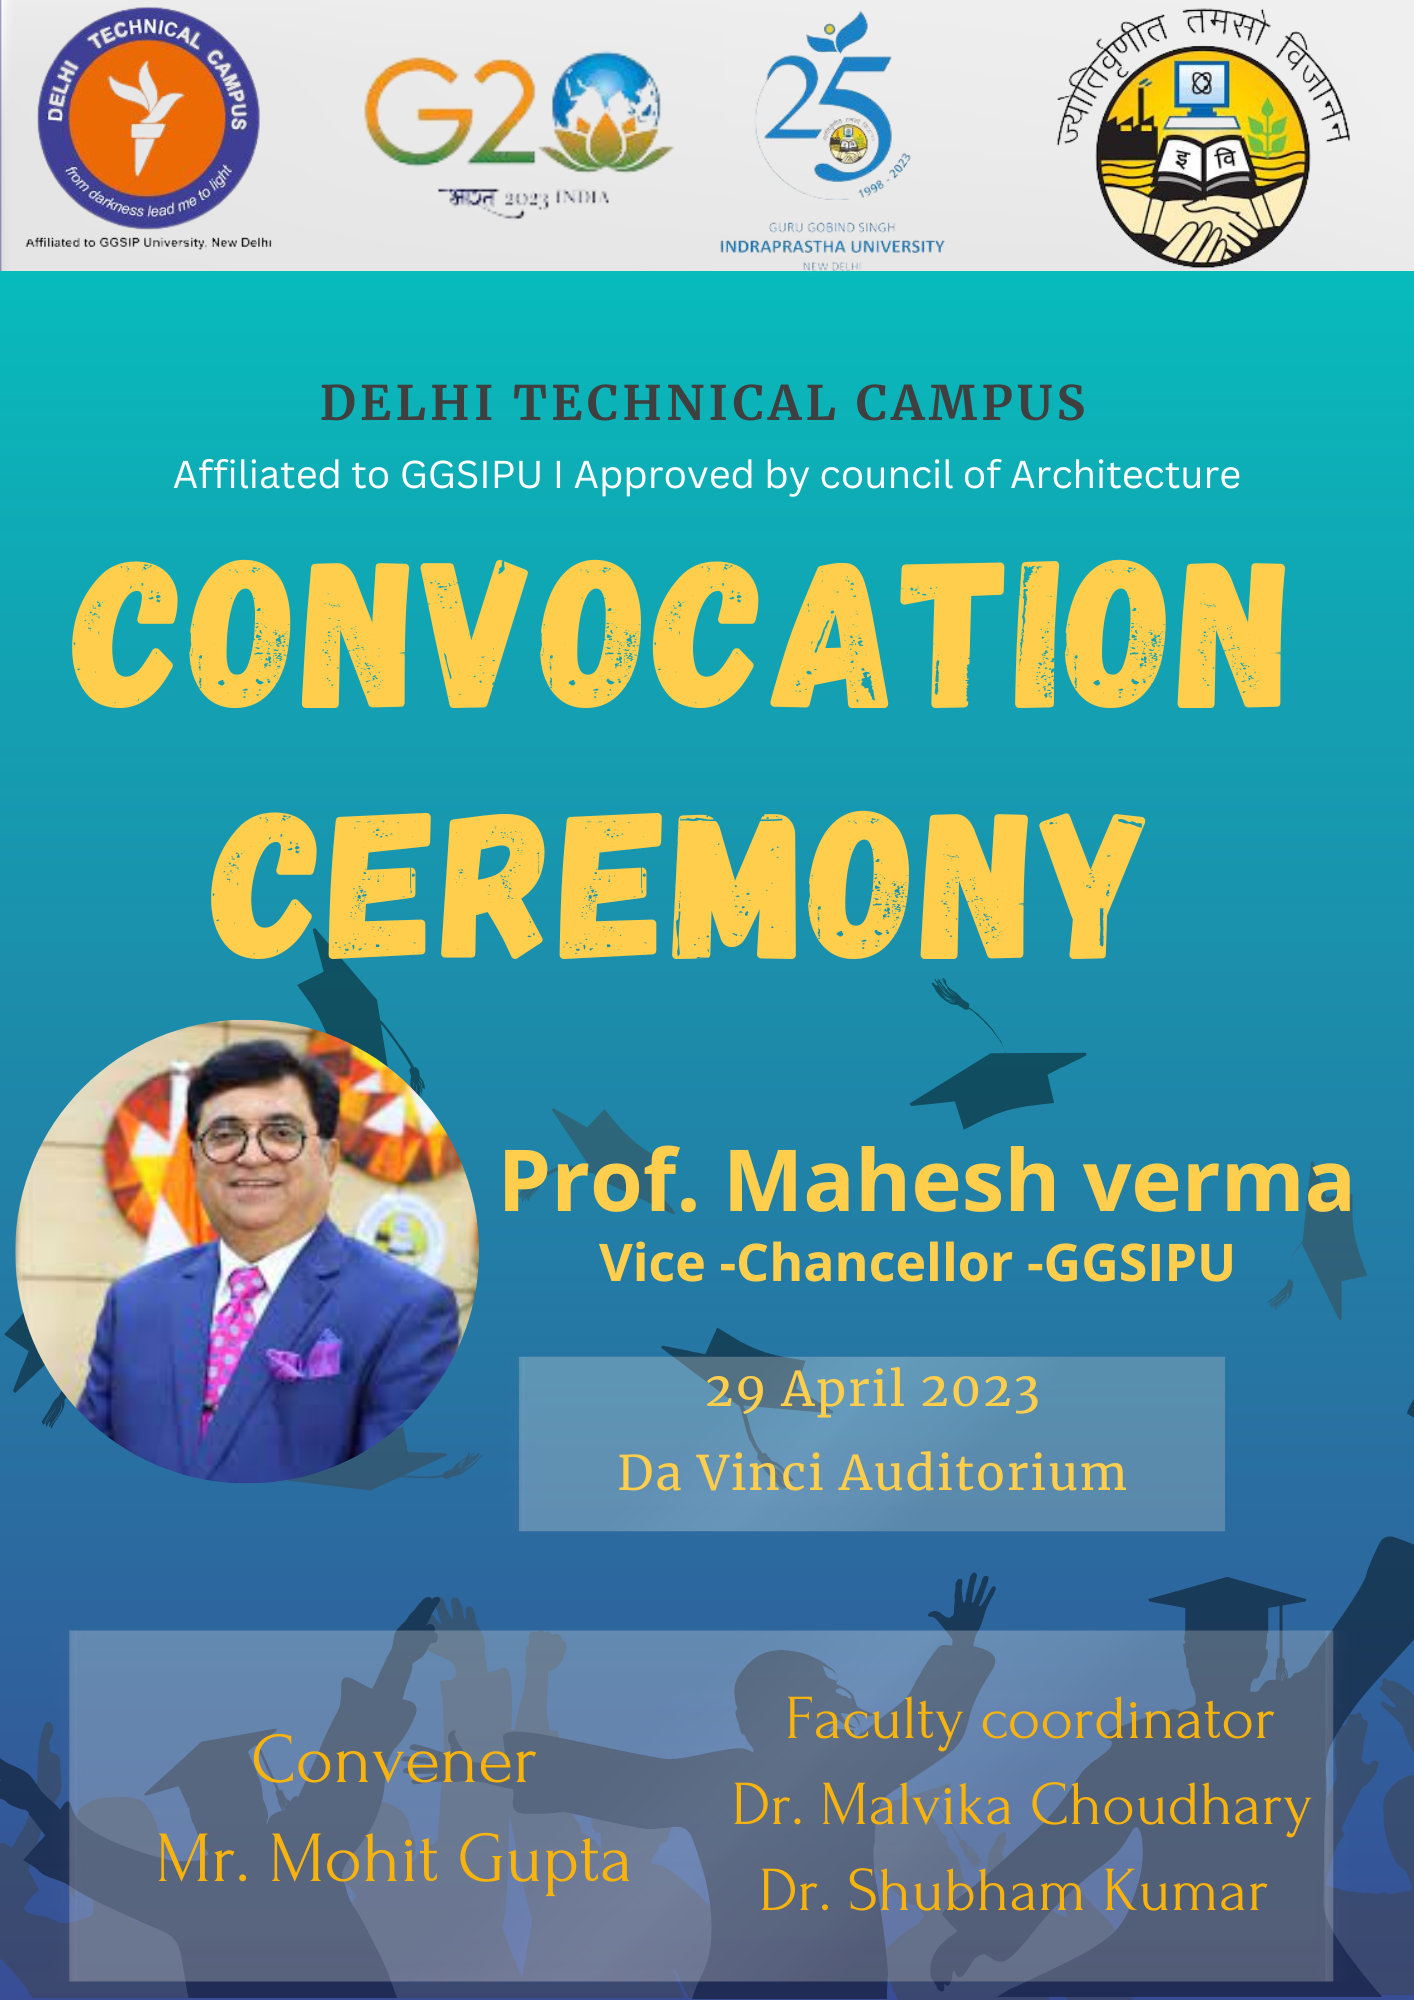 DELHI TECHNICAL CAMPUS
from darkness lead me to light
Affiliated to GGSIP University, New Delhi
G20
भारत 2023 INDIA
25
1998 - 2023
GURU GOBIND SINGH
INDRAPRASTHA UNIVERSITY
NEW DELHI
ज्योतिर्वृणीत तमसो विजानन
इ वि
DELHI TECHNICAL CAMPUS
Affiliated to GGSIPU I Approved by council of Architecture
CONVOCATION
CEREMONY
Prof. Mahesh verma
Vice -Chancellor -GGSIPU
29 April 2023
Da Vinci Auditorium
Convener
Mr. Mohit Gupta
Faculty coordinator
Dr. Malvika Choudhary
Dr. Shubham Kumar